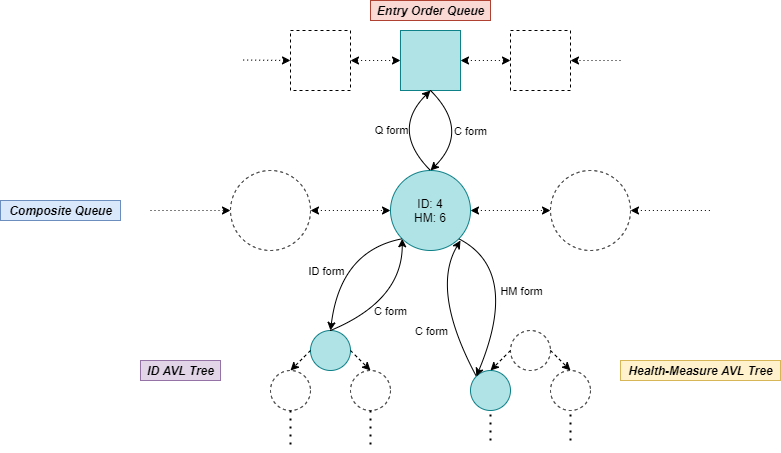 Entry Order Queue
Q form
C form
Composite Queue
ID: 4
HM: 6
ID form
C form
HM form
C form
ID AVL Tree
Health-Measure AVL Tree